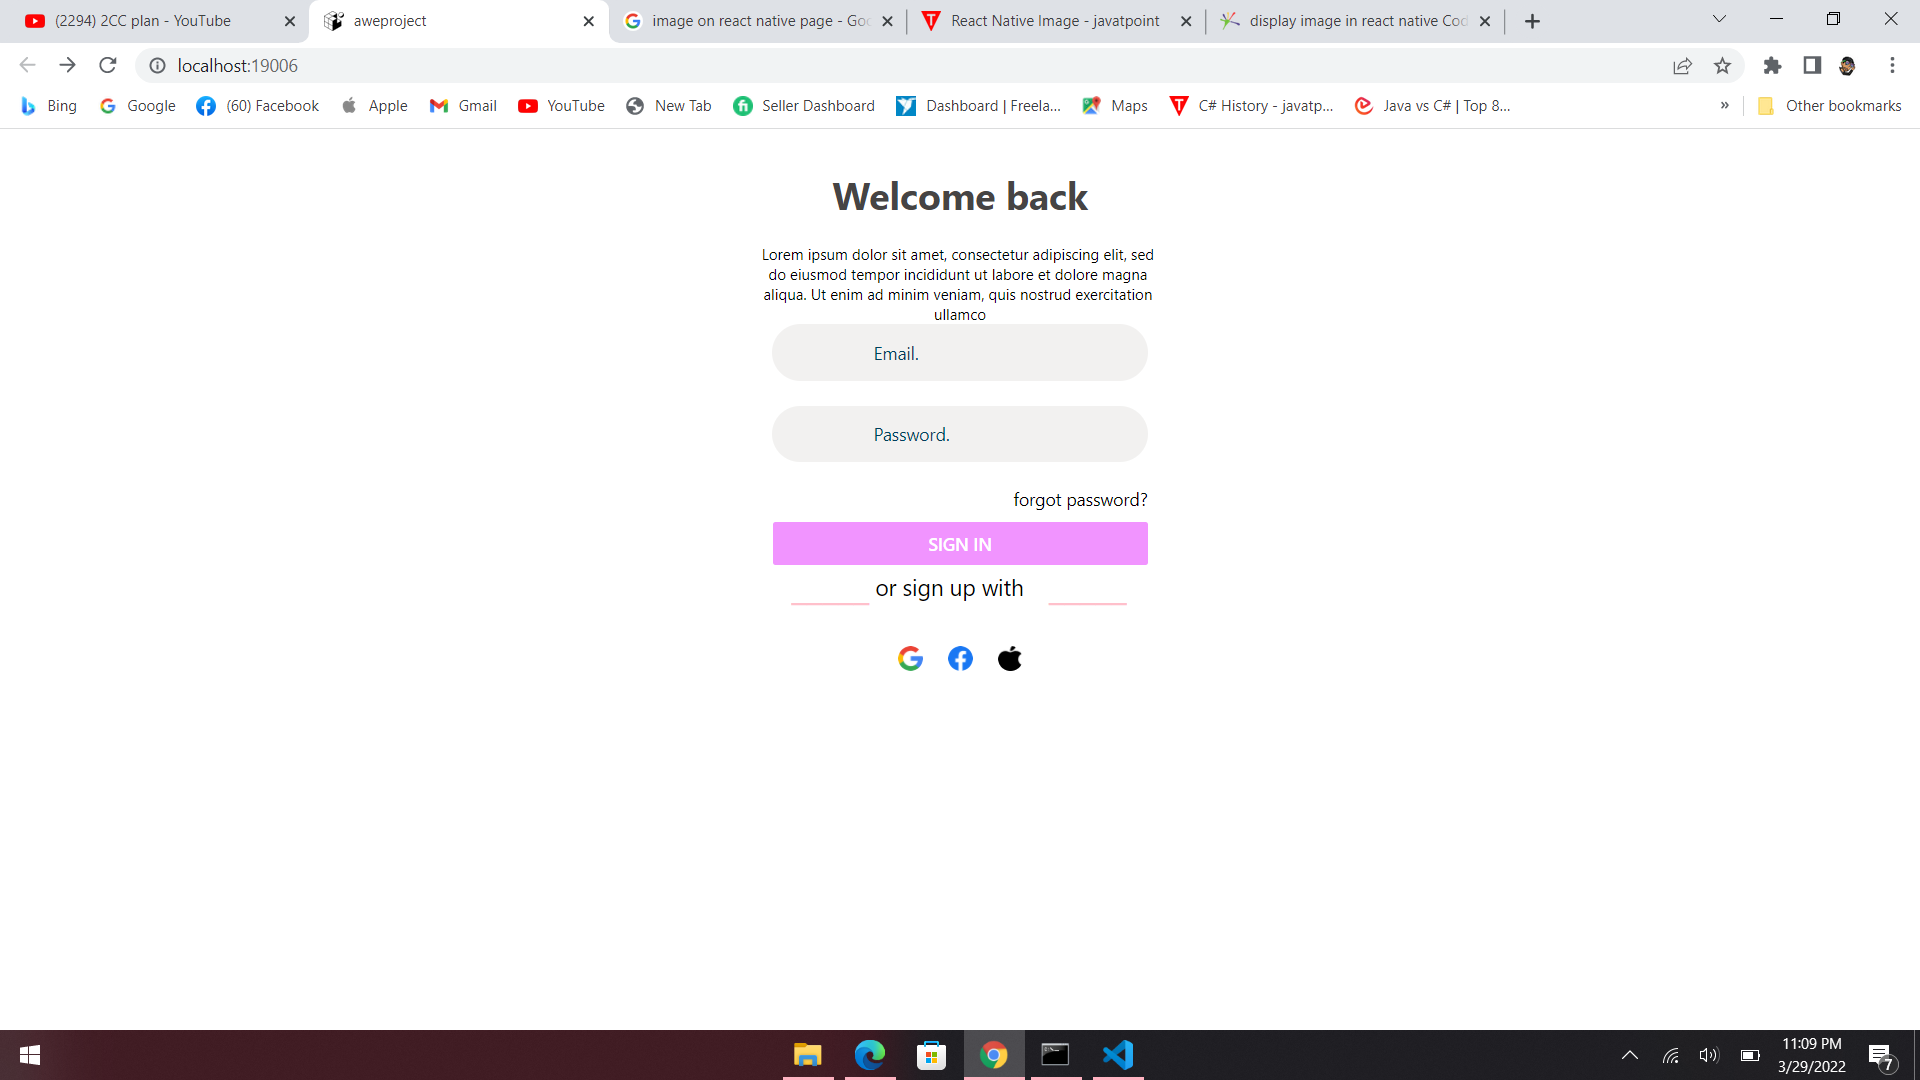 (2294) 2CC plan - YouTube
aweproject
image on react native page - Goo
React Native Image - javatpoint
display image in react native Cod
localhost:19006
Bing
Google
(60) Facebook
Apple
Gmail
YouTube
New Tab
Seller Dashboard
Dashboard | Freela...
Maps
C# History - javatp...
Java vs C# | Top 8...
»
Other bookmarks
Welcome back
Lorem ipsum dolor sit amet, consectetur adipiscing elit, sed
do eiusmod tempor incididunt ut labore et dolore magna
aliqua. Ut enim ad minim veniam, quis nostrud exercitation
ullamco
Email.
Password.
forgot password?
SIGN IN
or sign up with
11:09 PM
3/29/2022
7